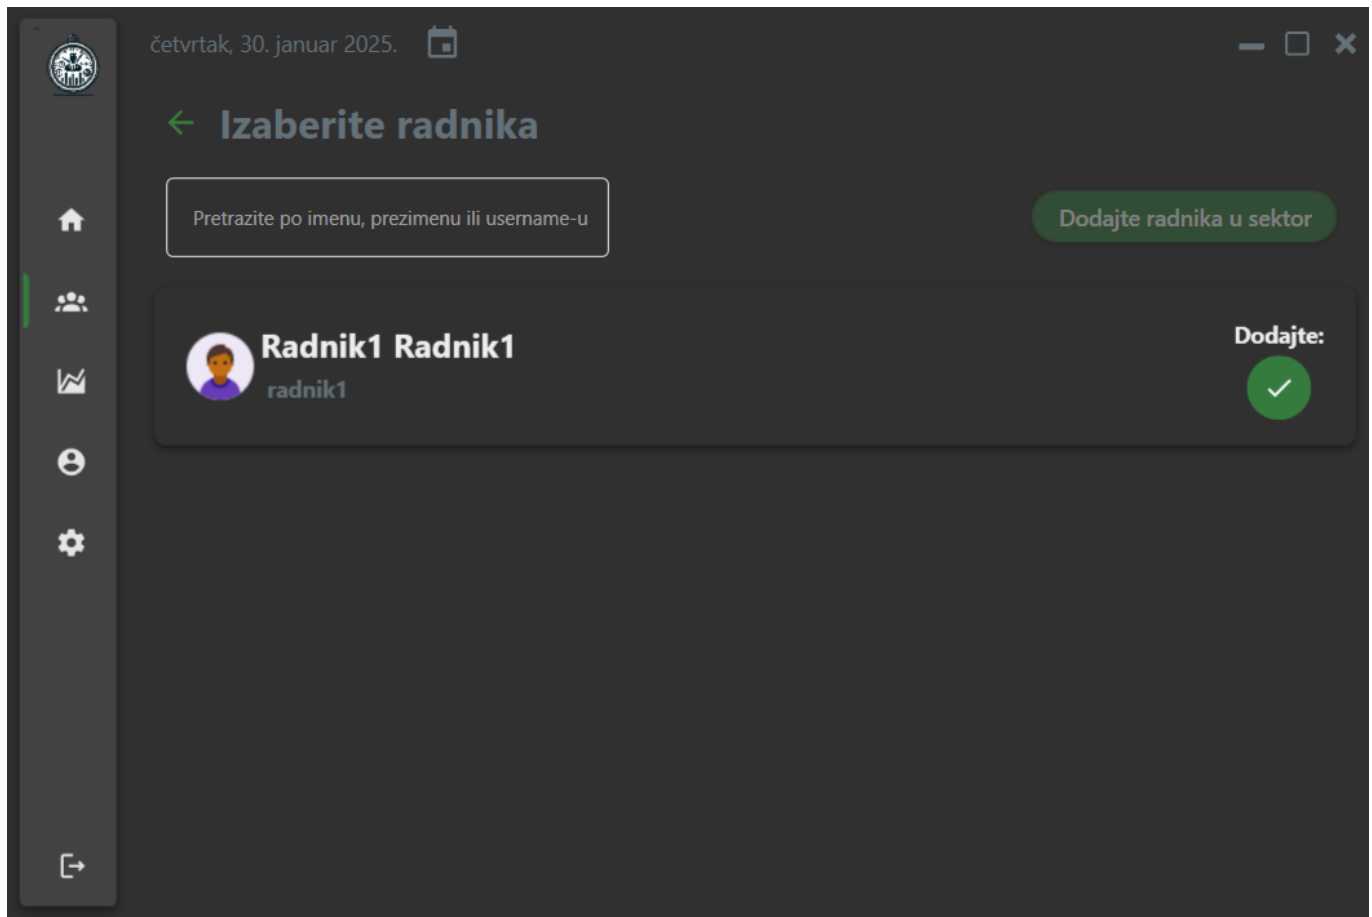 četvrtak, 30. januar 2025.
Izaberite radnika
Pretrazite po imenu, prezimenu ili username-u
Dodajte radnika u sektor
Radnik1 Radnik1
radnik1
Dodajte: